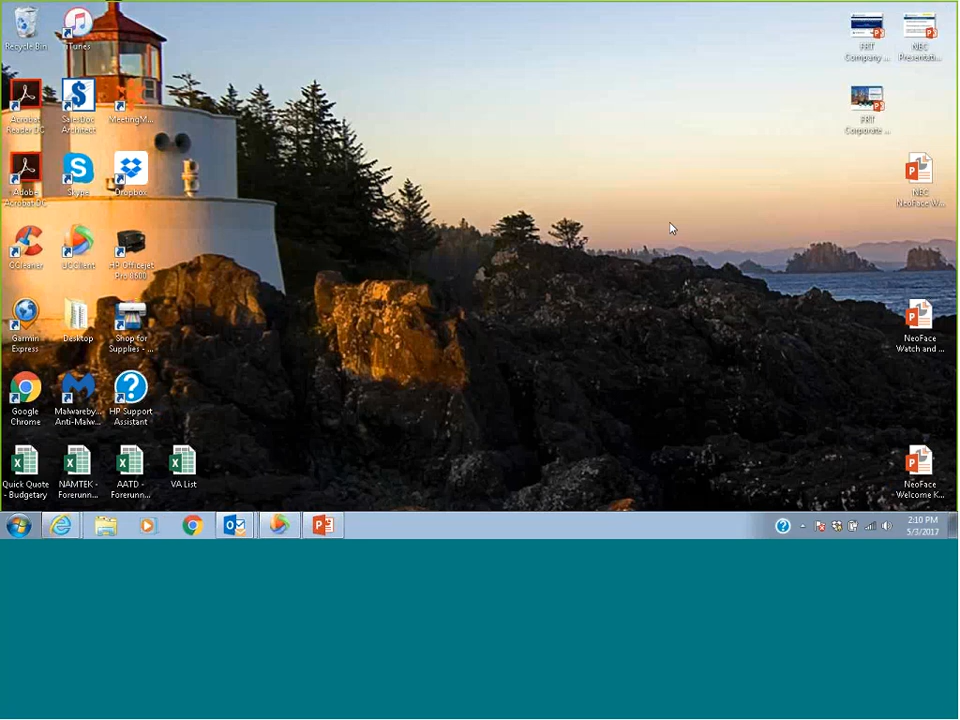 Recycle Bin
iTunes
FRT
Company ...
NEC
Presentati...
Acrobat
Reader DC
SalesDoc
Architect
MeetingM...
FRT
Corporate ...
Adobe
Acrobat DC
Skype
Dropbox
NEC
NeoFace W...
CCleaner
UCClient
HP Officejet
Pro 8600
Garmin
Express
Desktop
Shop for
Supplies - ...
NeoFace
Watch and ...
Google
Chrome
Malwareby...
Anti-Malw...
HP Support
Assistant
Quick Quote
- Budgetary
NAMTEK -
Forerunn...
AATD -
Forerunn...
VA List
NeoFace
Welcome K...
2:10 PM
5/3/2017